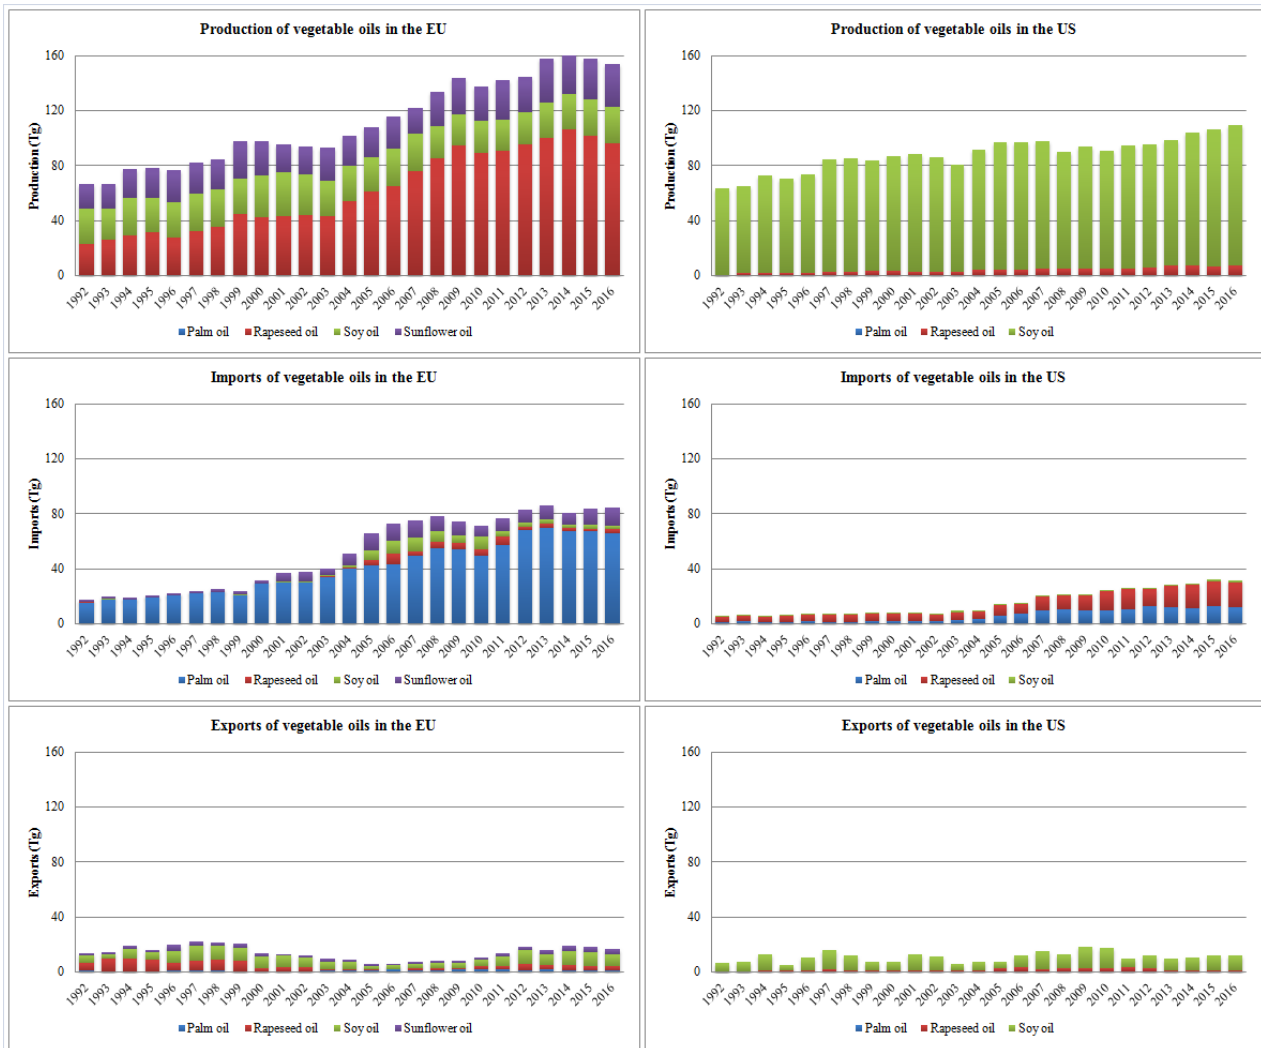 Production of vegetable oils in the EU
Production (Tg)
160
120
80
40
0
1992 1993 1994 1995 1996 1997 1998 1999 2000 2001 2002 2003 2004 2005 2006 2007 2008 2009 2010 2011 2012 2013 2014 2015 2016
Palm oil Rapeseed oil Soy oil Sunflower oil
Production of vegetable oils in the US
Production (Tg)
160
120
80
40
0
1992 1993 1994 1995 1996 1997 1998 1999 2000 2001 2002 2003 2004 2005 2006 2007 2008 2009 2010 2011 2012 2013 2014 2015 2016
Palm oil Rapeseed oil Soy oil
Imports of vegetable oils in the EU
Imports (Tg)
160
120
80
40
0
1992 1993 1994 1995 1996 1997 1998 1999 2000 2001 2002 2003 2004 2005 2006 2007 2008 2009 2010 2011 2012 2013 2014 2015 2016
Palm oil Rapeseed oil Soy oil Sunflower oil
Imports of vegetable oils in the US
Imports (Tg)
160
120
80
40
0
1992 1993 1994 1995 1996 1997 1998 1999 2000 2001 2002 2003 2004 2005 2006 2007 2008 2009 2010 2011 2012 2013 2014 2015 2016
Palm oil Rapeseed oil Soy oil
Exports of vegetable oils in the EU
Exports (Tg)
160
120
80
40
0
1992 1993 1994 1995 1996 1997 1998 1999 2000 2001 2002 2003 2004 2005 2006 2007 2008 2009 2010 2011 2012 2013 2014 2015 2016
Palm oil Rapeseed oil Soy oil Sunflower oil
Exports of vegetable oils in the US
Exports (Tg)
160
120
80
40
0
1992 1993 1994 1995 1996 1997 1998 1999 2000 2001 2002 2003 2004 2005 2006 2007 2008 2009 2010 2011 2012 2013 2014 2015 2016
Palm oil Rapeseed oil Soy oil